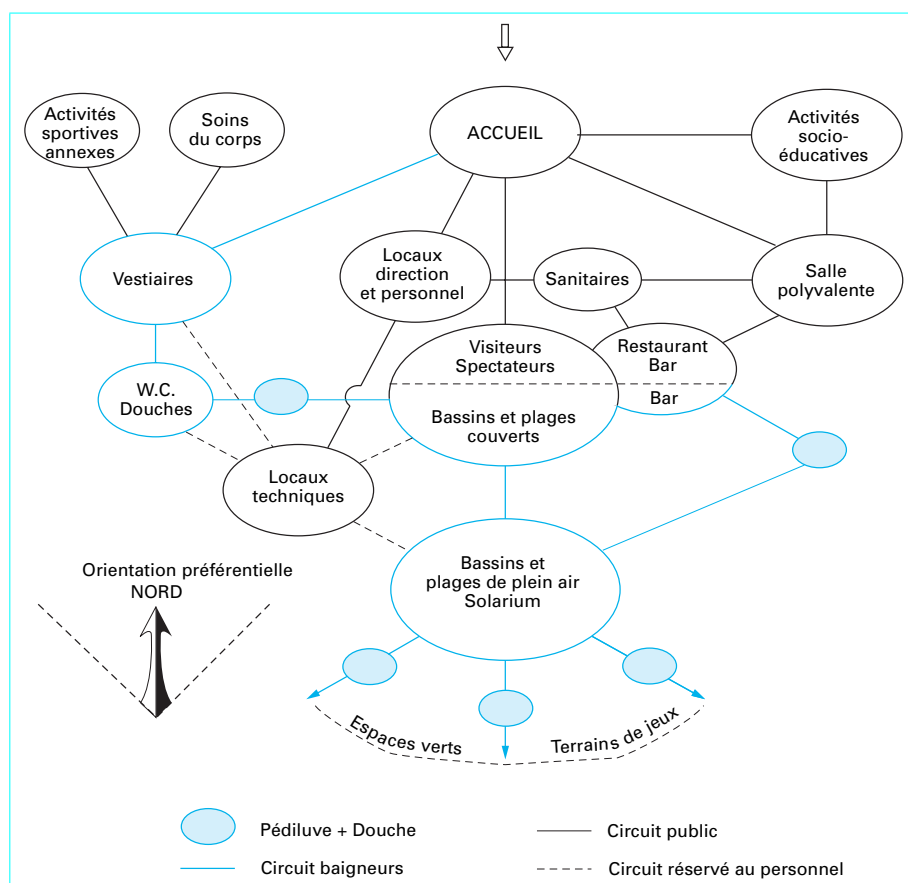 Activités
sportives
annexes
Soins
du corps
ACCUEIL
Activités
socio-
éducatives
Vestiaires
Locaux
direction
et personnel
Sanitaires
Salle
polyvalente
Visiteurs
Spectateurs
Restaurant
Bar
Bar
W.C.
Douches
Bassins et plages
couverts
Locaux
techniques
Orientation préférentielle
NORD
Bassins et
plages de plein air
Solarium
Espaces verts
Terrains de jeux
Pédiluve + Douche
Circuit public
Circuit baigneurs
Circuit réservé au personnel